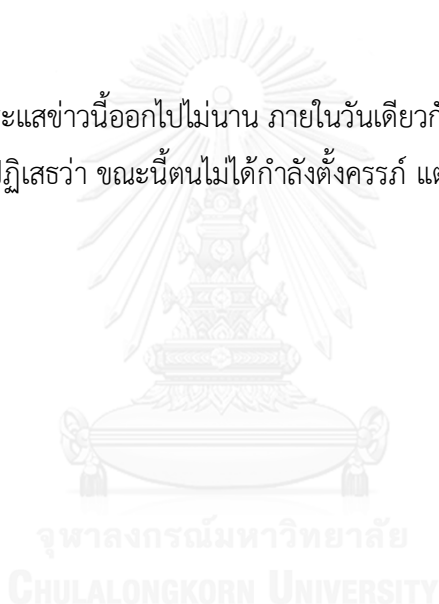 ะแสข่าวนี้ออกไปไม่นาน ภายในวันเดียวกั
ปฏิเสธว่า ขณะนี้ตนไม่ได้กำลังตั้งครรภ์ แต
จุฬาลงกรณ์มหาวิทยาลัย
CHULALONGKORN UNIVERSITY